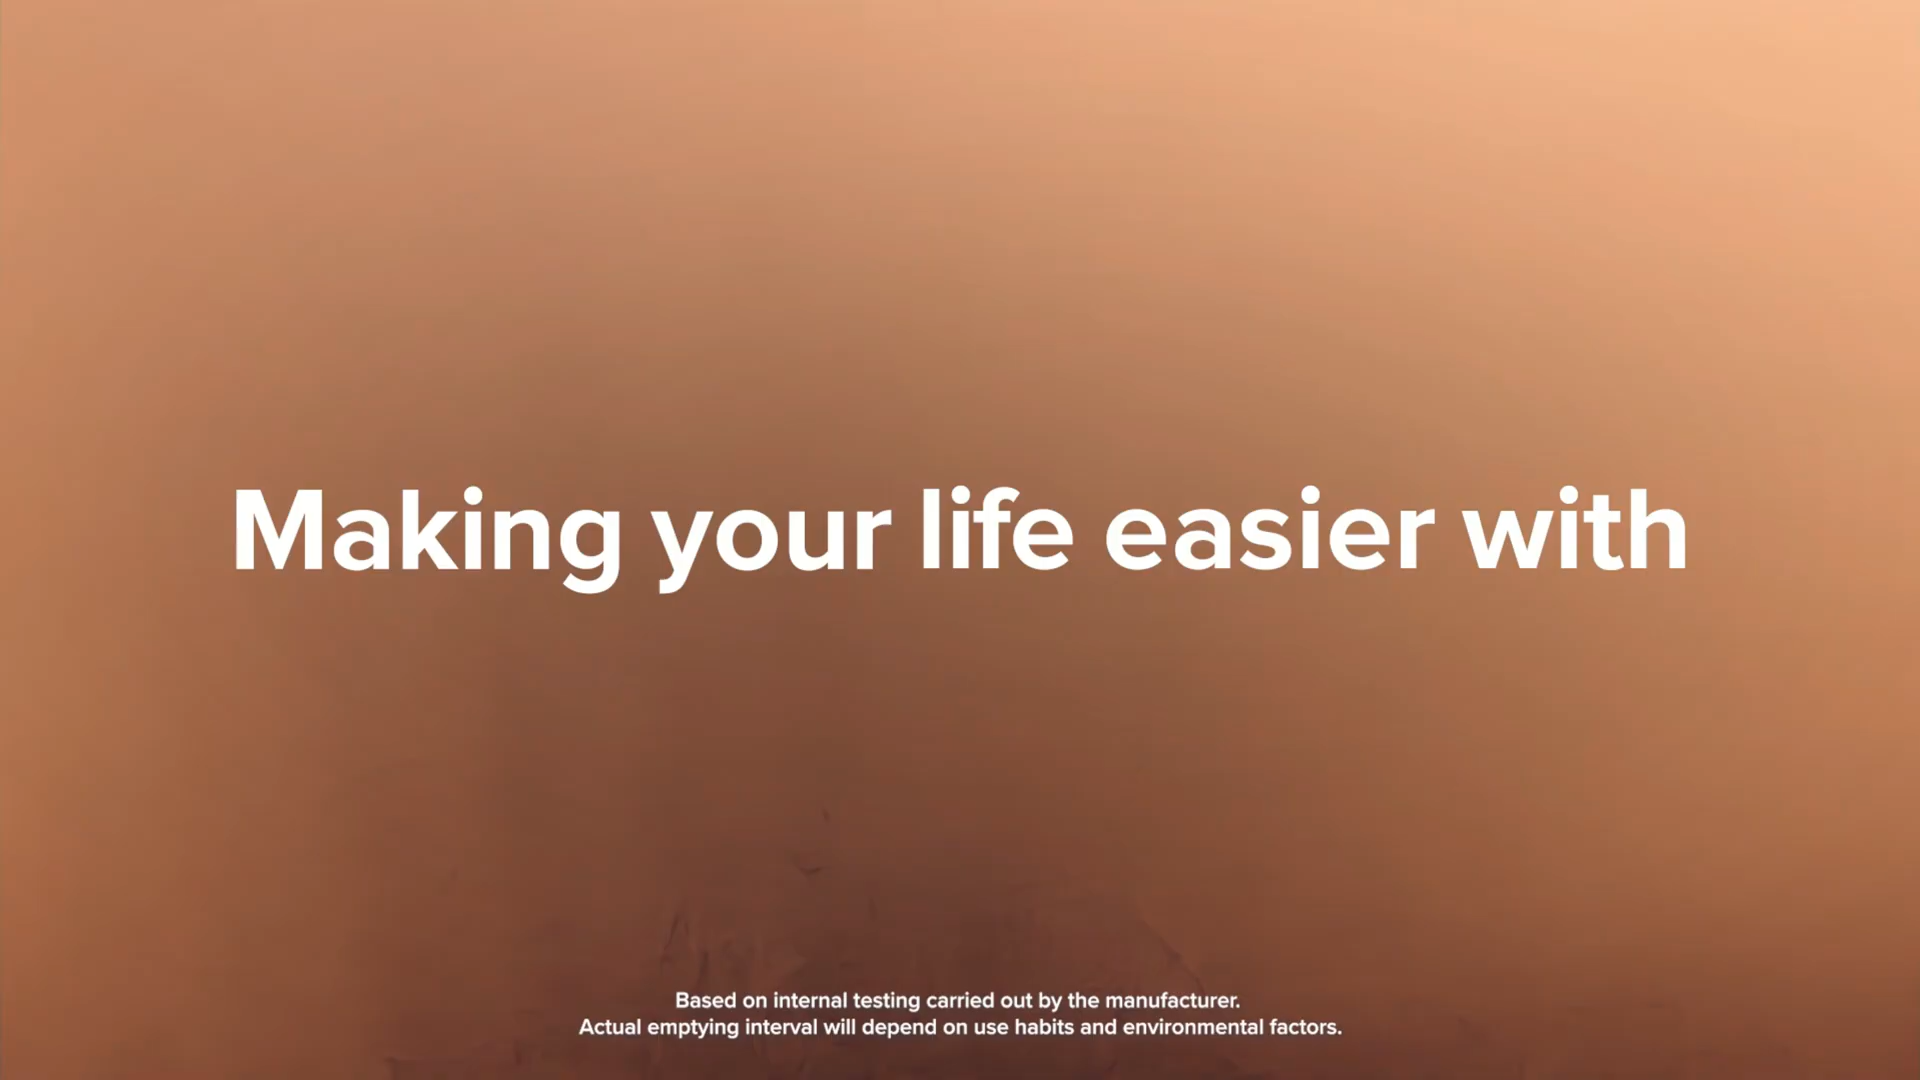 Making your life easier with
Based on internal testing carried out by the manufacturer.
Actual emptying interval will depend on use habits and environmental factors.